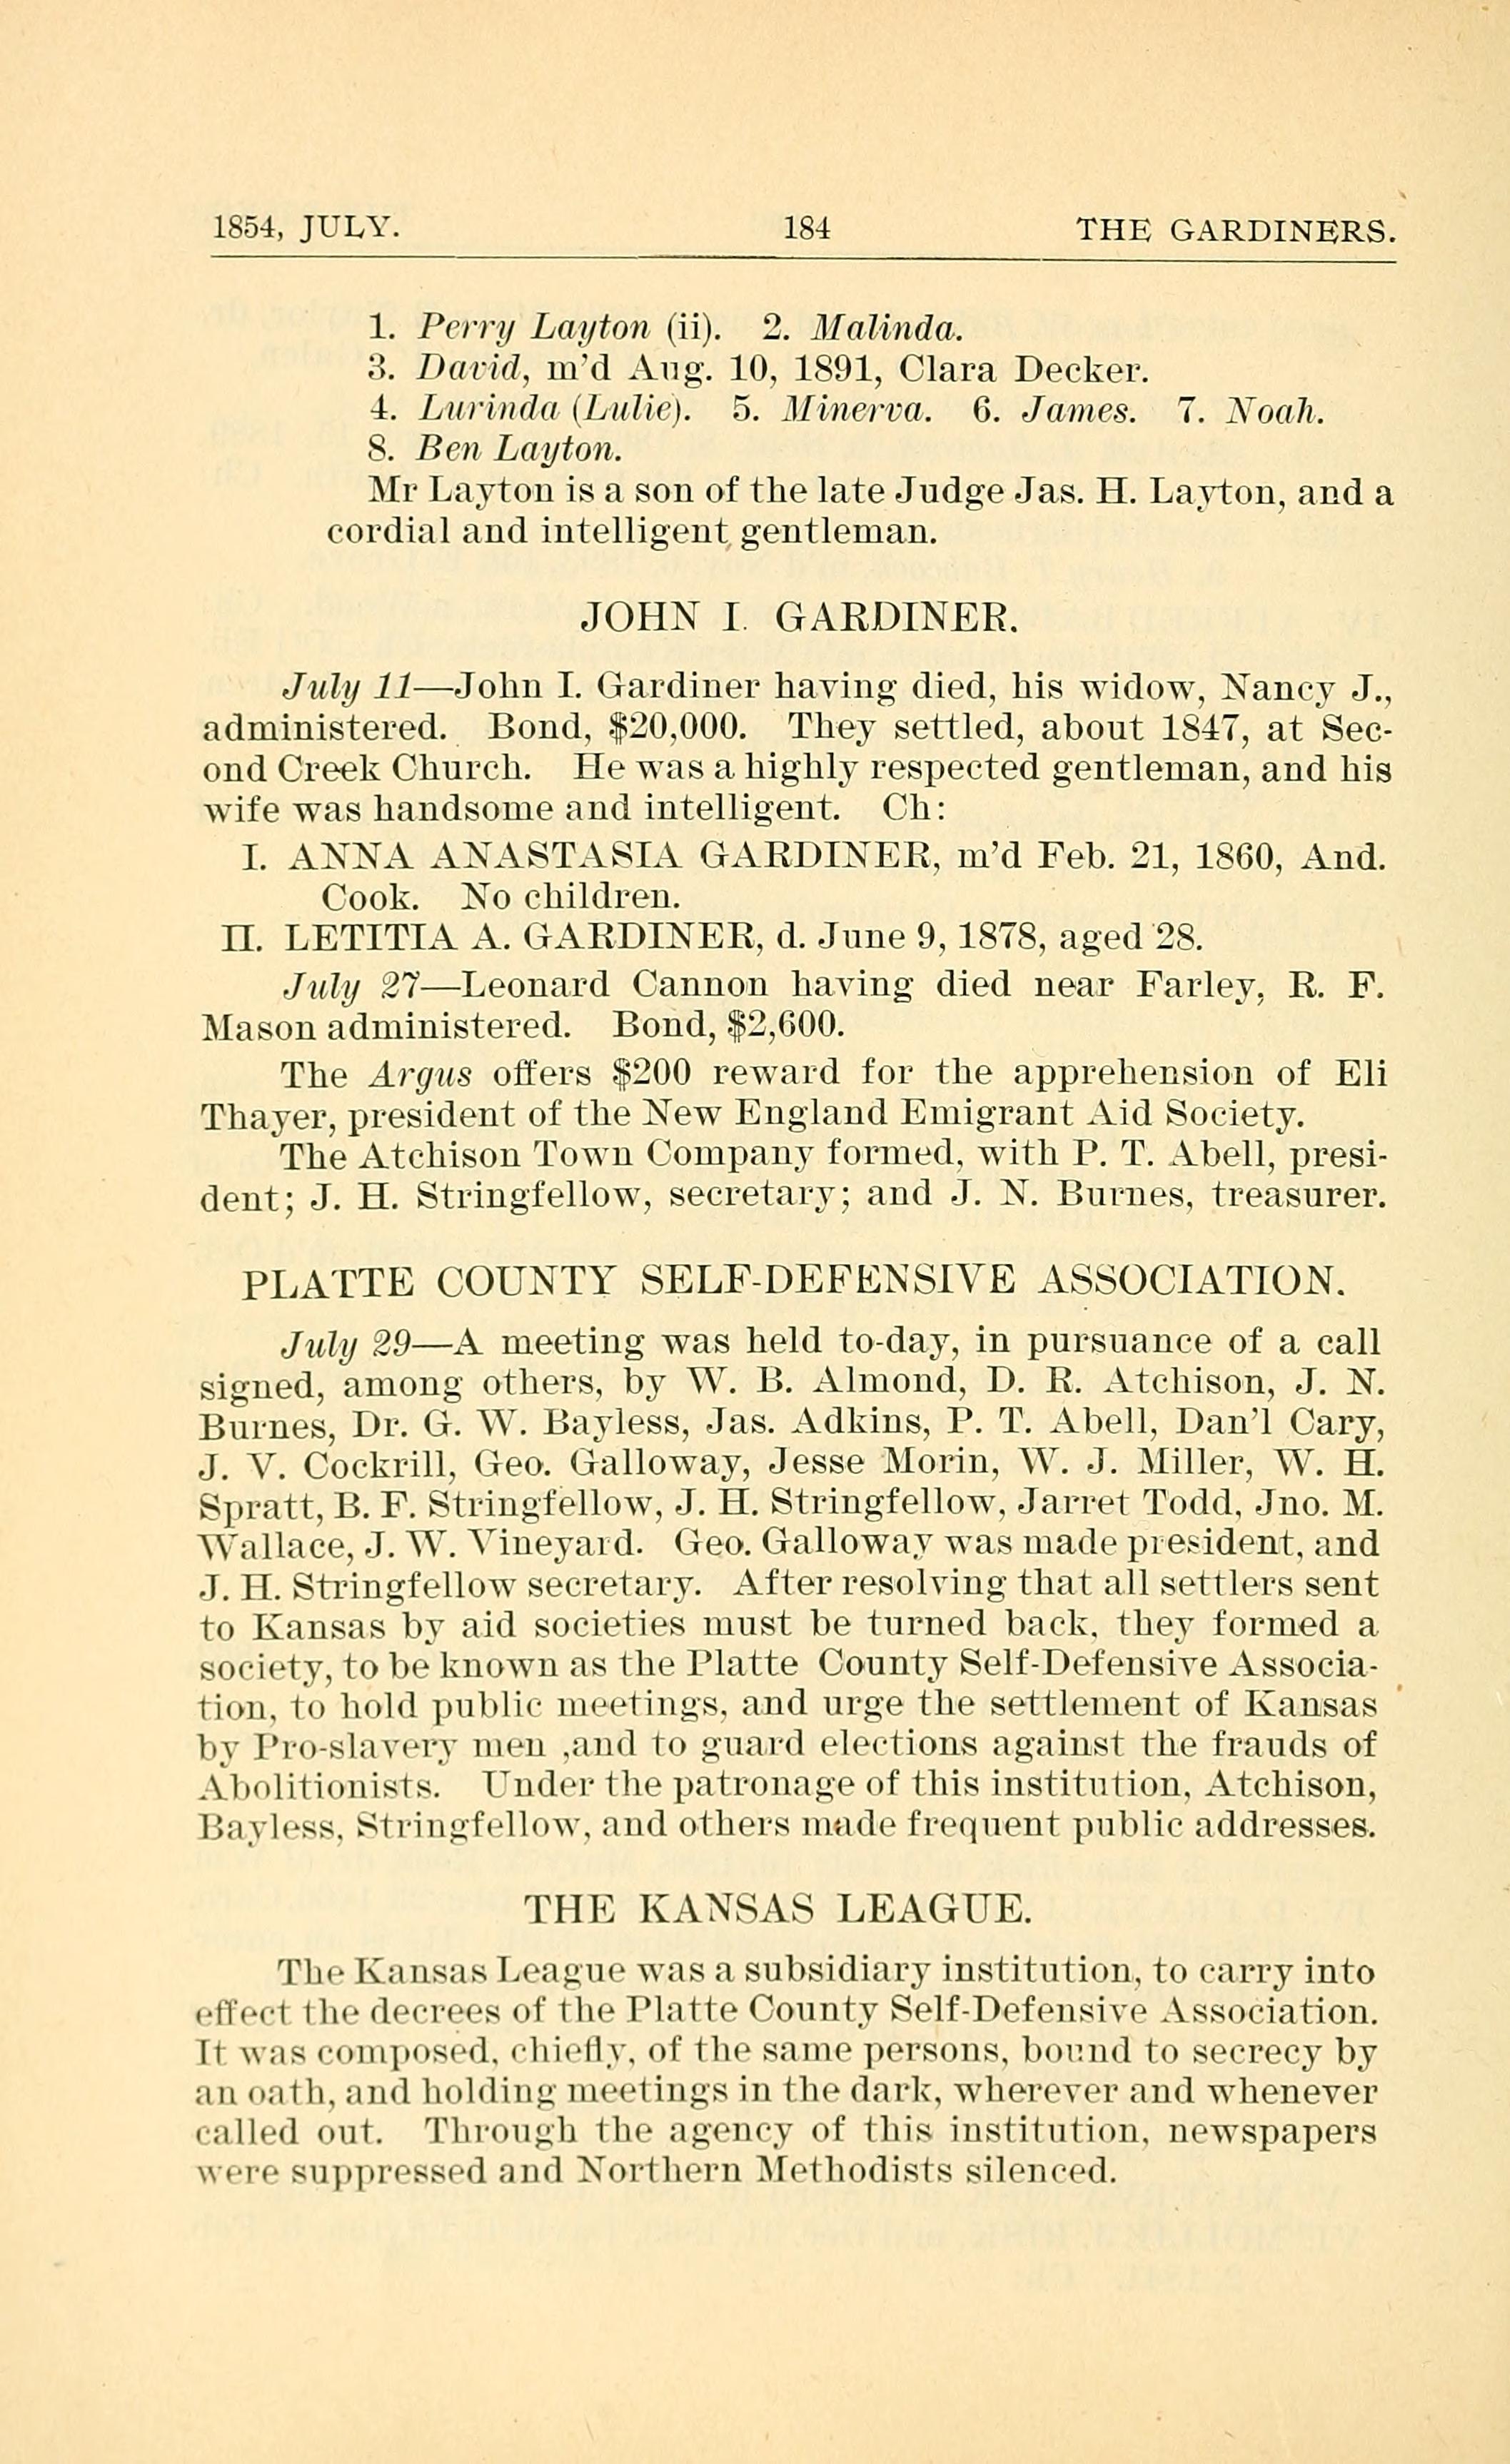 1854, JULY. 184 THE GARDINERS.
1. Perry Layton (ii). 2. Malinda.
3. David, m'd Aug. 10, 1891, Clara Decker.
4. Lurinda (Lulie). 5. Minerva. 6. James. 7. Noah.
8. Ben Layton.
Mr Layton is a son of the late Judge Jas. H. Layton, and a
cordial and intelligent gentleman.
JOHN I. GARDINER.
July 11—John I. Gardiner having died, his widow, Nancy J.,
administered. Bond, $20,000. They settled, about 1847, at Sec-
ond Creek Church. He was a highly respected gentleman, and his
wife was handsome and intelligent. Ch:
I. ANNA ANASTASIA GARDINER, m'd Feb. 21, 1860, And.
Cook. No children.
II. LETITIA A. GARDINER, d. June 9, 1878, aged 28.
July 27—Leonard Cannon having died near Farley, R. F.
Mason administered. Bond, $2,600.
The Argus offers $200 reward for the apprehension of Eli
Thayer, president of the New England Emigrant Aid Society.
The Atchison Town Company formed, with P. T. Abell, presi-
dent; J. H. Stringfellow, secretary; and J. N. Burnes, treasurer.
PLATTE COUNTY SELF-DEFENSIVE ASSOCIATION.
July 29—A meeting was held to-day, in pursuance of a call
signed, among others, by W. B. Almond, D. R. Atchison, J. N.
Burnes, Dr. G. W. Bayless, Jas. Adkins, P. T. Abell, Dan'l Cary,
J. V. Cockrill, Geo. Galloway, Jesse Morin, W. J. Miller, W. H.
Spratt, B. F. Stringfellow, J. H. Stringfellow, Jarret Todd, Jno. M.
Wallace, J. W. Vineyard. Geo. Galloway was made president, and
J. H. Stringfellow secretary. After resolving that all settlers sent
to Kansas by aid societies must be turned back, they formed a
society, to be known as the Platte County Self-Defensive Associa-
tion, to hold public meetings, and urge the settlement of Kansas
by Pro-slavery men ,and to guard elections against the frauds of
Abolitionists. Under the patronage of this institution, Atchison,
Bayless, Stringfellow, and others made frequent public addresses.
THE KANSAS LEAGUE.
The Kansas League was a subsidiary institution, to carry into
effect the decrees of the Platte County Self-Defensive Association.
It was composed, chiefly, of the same persons, bound to secrecy by
an oath, and holding meetings in the dark, wherever and whenever
called out. Through the agency of this institution, newspapers
were suppressed and Northern Methodists silenced.